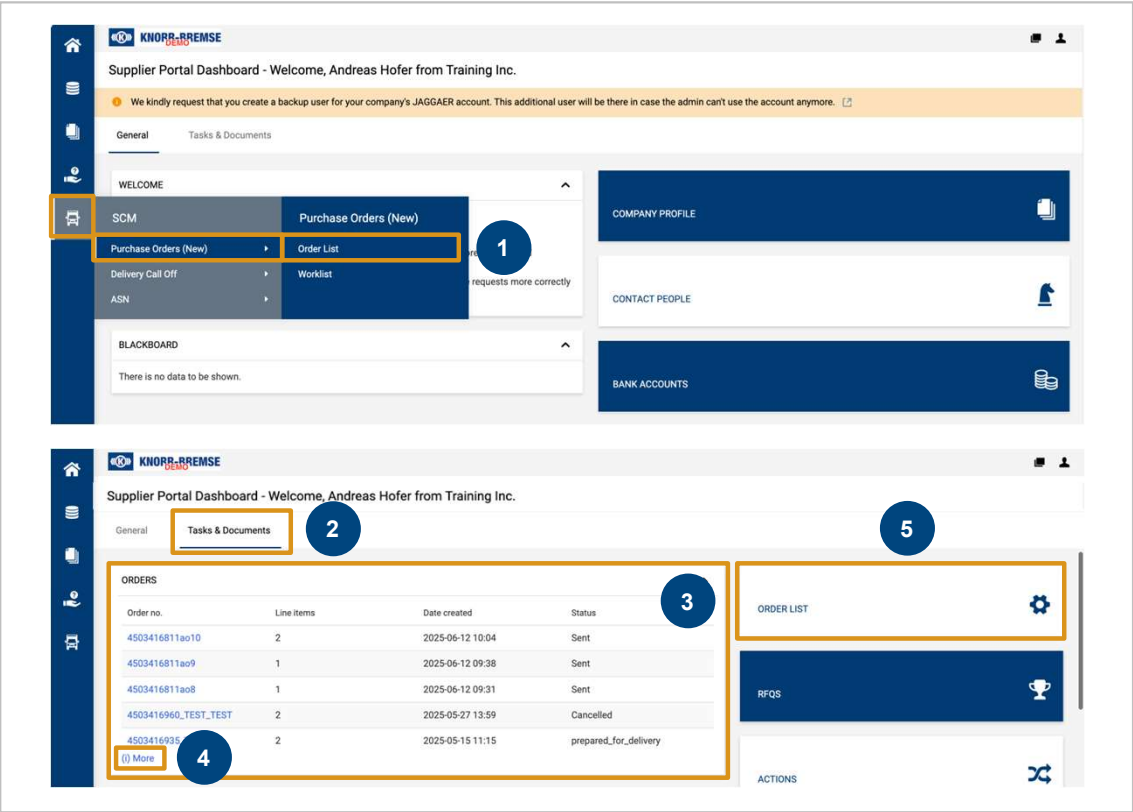 KNORR-BREMSE
DEMO
Supplier Portal Dashboard - Welcome, Andreas Hofer from Training Inc.
We kindly request that you create a backup user for your company's JAGGAER account. This additional user will be there in case the admin can't use the account anymore.
General Tasks & Documents
WELCOME
COMPANY PROFILE
SCM Purchase Orders (New)
Purchase Orders (New) Order List
1
Delivery Call Off Worklist
requests more correctly
ASN
CONTACT PEOPLE
BLACKBOARD
There is no data to be shown.
BANK ACCOUNTS
KNORR-BREMSE
DEMO
Supplier Portal Dashboard - Welcome, Andreas Hofer from Training Inc.
General Tasks & Documents
2
5
ORDERS
3
Order no. Line items Date created Status
ORDER LIST
4503416811ao10 2 2025-06-12 10:04 Sent
4503416811ao9 1 2025-06-12 09:38 Sent
4503416811ao8 1 2025-06-12 09:31 Sent
RFQS
4503416960_TEST_TEST 2 2025-05-27 13:59 Cancelled
4503416935 2 2025-05-15 11:15 prepared_for_delivery
(i) More
4
ACTIONS